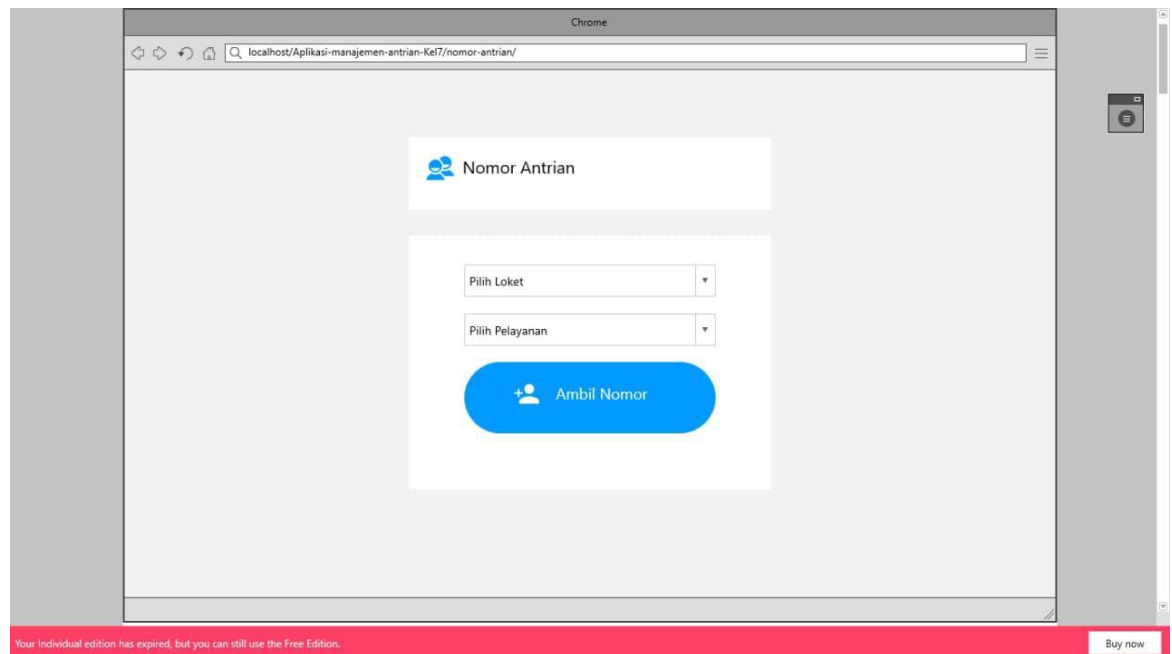 Chrome
localhost/Aplikasi-manajemen-antrian-Kel7/nomor-antrian/
Nomor Antrian
Pilih Loket
Pilih Pelayanan
Ambil Nomor
Your Individual edition has expired, but you can still use the Free Edition.
Buy now